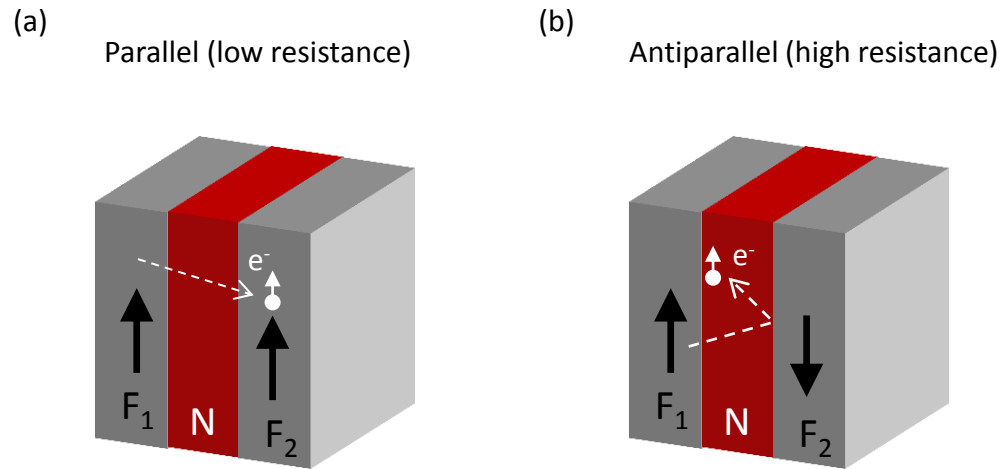 (a)
Parallel (low resistance)
e-
F1
N
F2
(b)
Antiparallel (high resistance)
e-
F1
N
F2